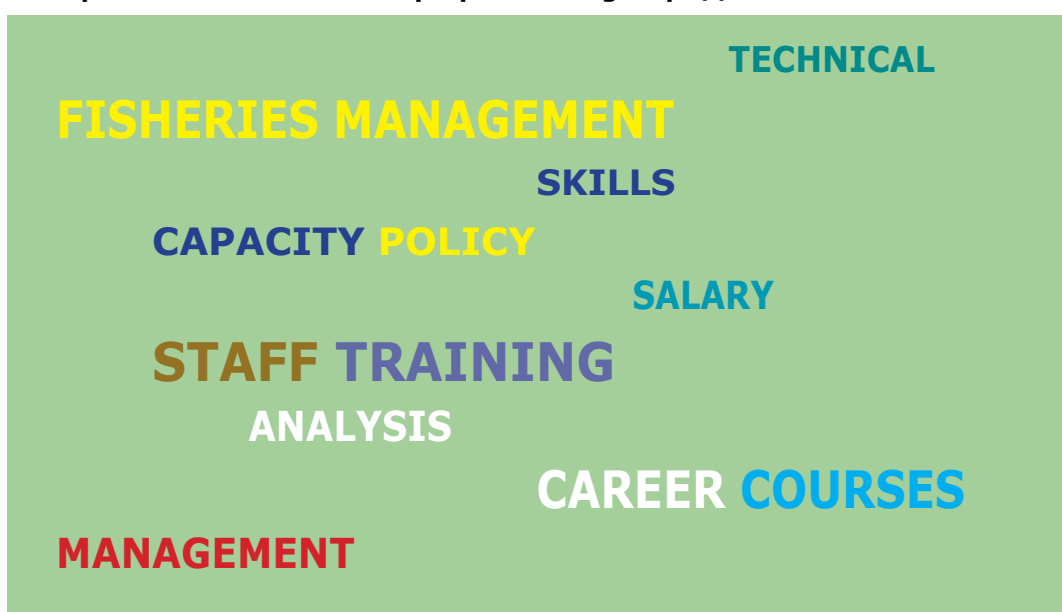 TECHNICAL
FISHERIES MANAGEMENT
SKILLS
CAPACITY POLICY
SALARY
STAFF TRAINING
ANALYSIS
CAREER COURSES
MANAGEMENT